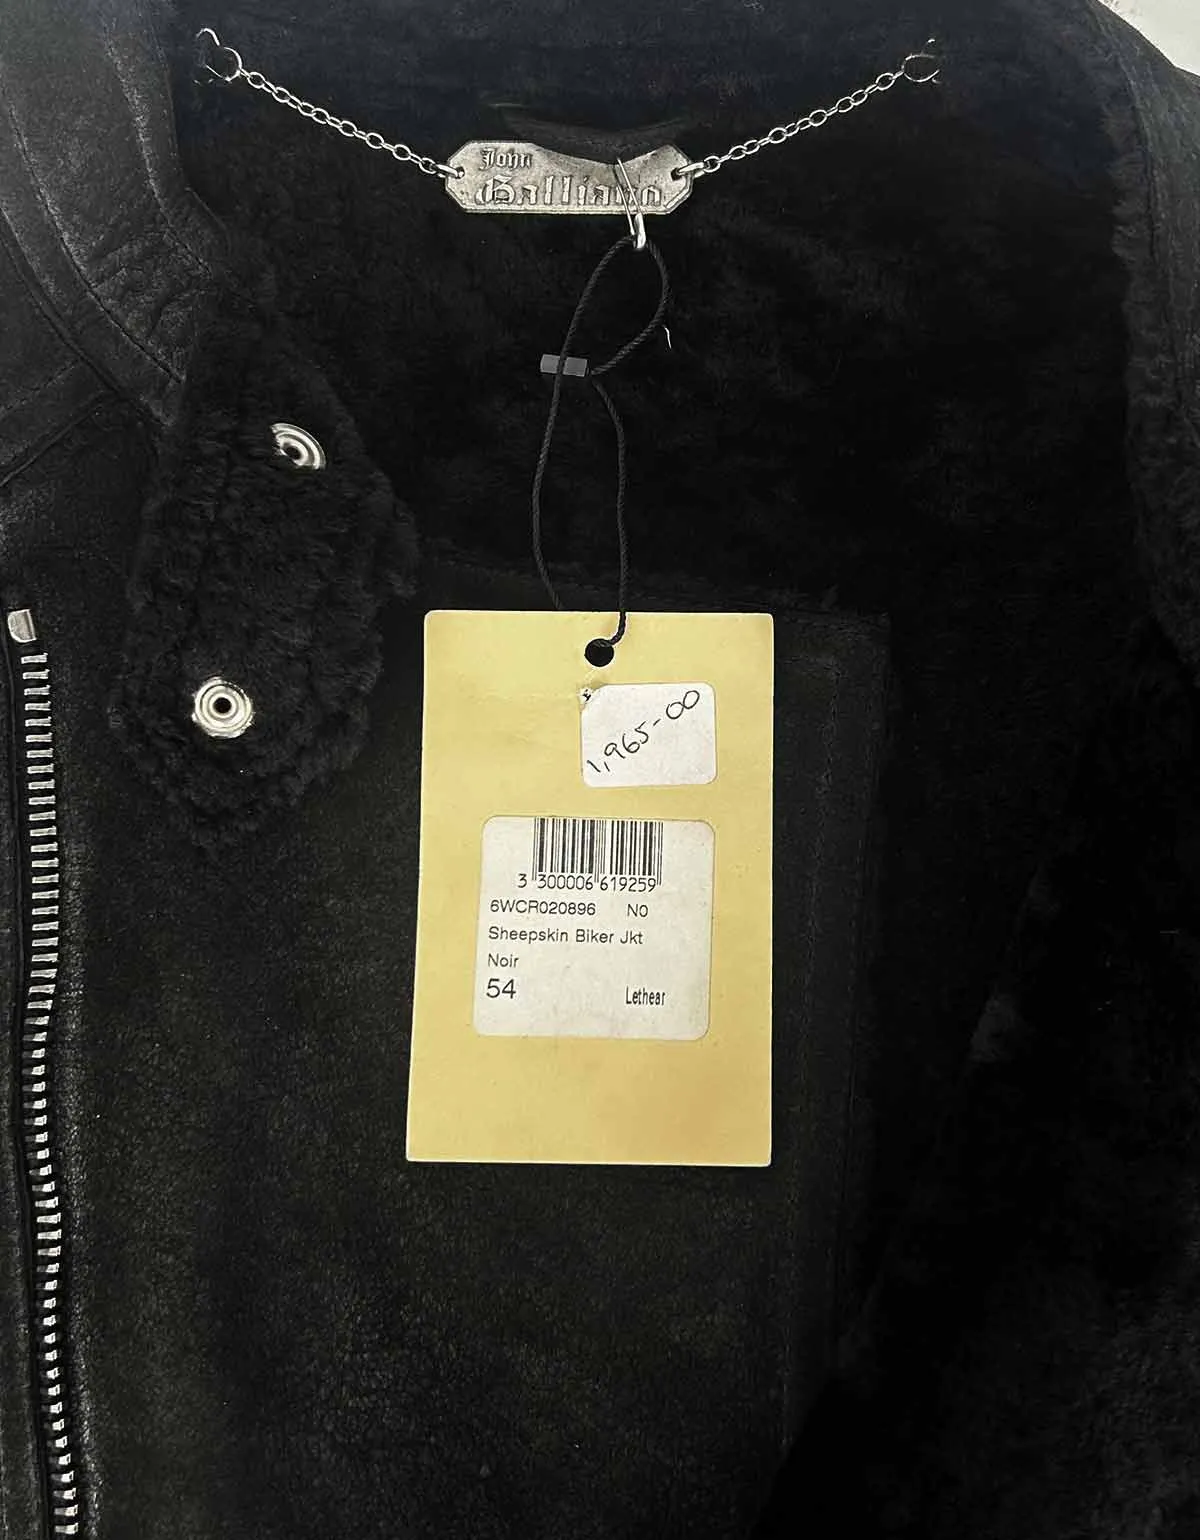 John
Galliano
1,965-00
3 300006 619259
6WCR020896 N0
Sheepskin Biker Jkt
Noir
54 Lethear